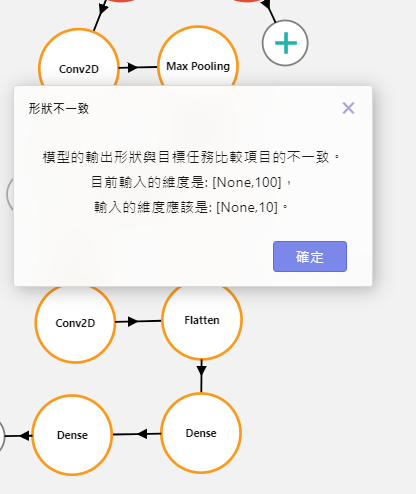 Conv2D
Max Pooling
形狀不一致
模型的輸出形狀與目標任務比較項目的不一致。
目前輸入的維度是: [None,100]，
輸入的維度應該是: [None,10]。
確定
Conv2D
Flatten
Dense
Dense